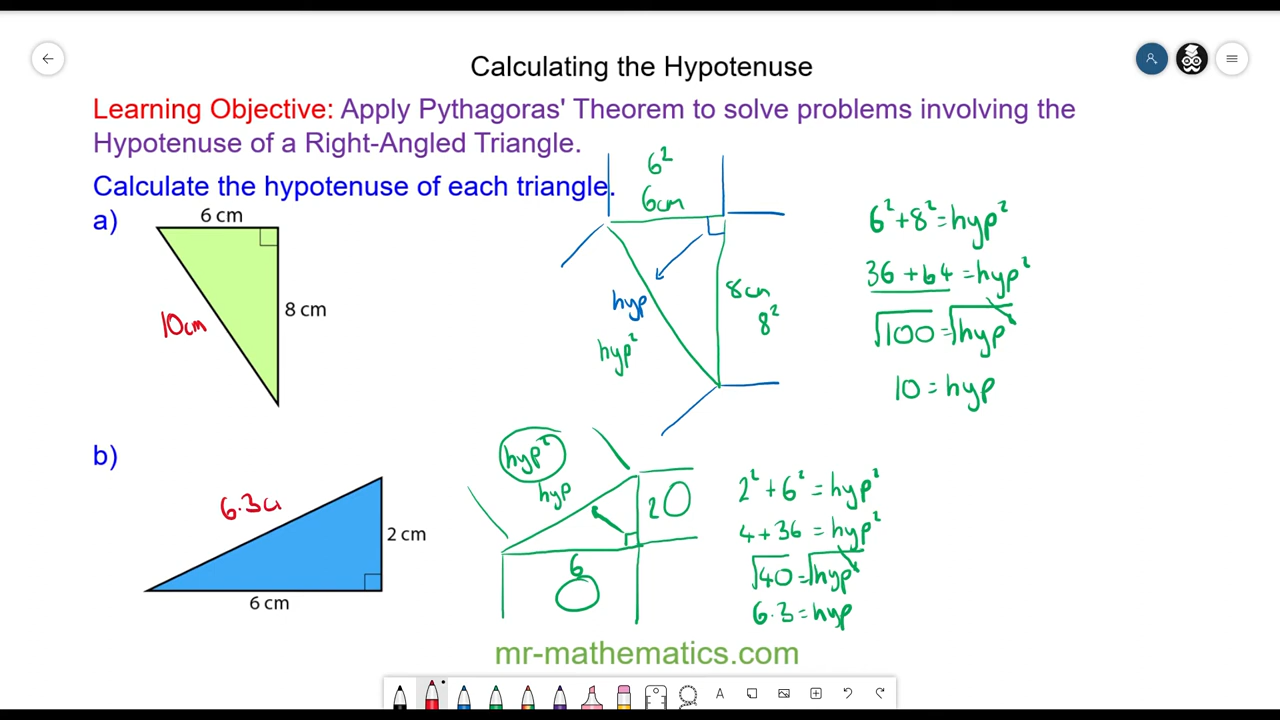 Calculating the Hypotenuse
Learning Objective: Apply Pythagoras' Theorem to solve problems involving the
Hypotenuse of a Right-Angled Triangle.
Calculate the hypotenuse of each triangle.
a)
6 cm
8 cm
10cm
6²
6cm
8cm
8²
hyp
hyp²
6²+8²=hyp²
36+64=hyp²
√100=√hyp²
10=hyp
b)
6.3c
2 cm
6 cm
hyp²
hyp
2
6
2²+6²=hyp²
4+36=hyp²
√40=√hyp²
6.3=hyp
mr-mathematics.com
A